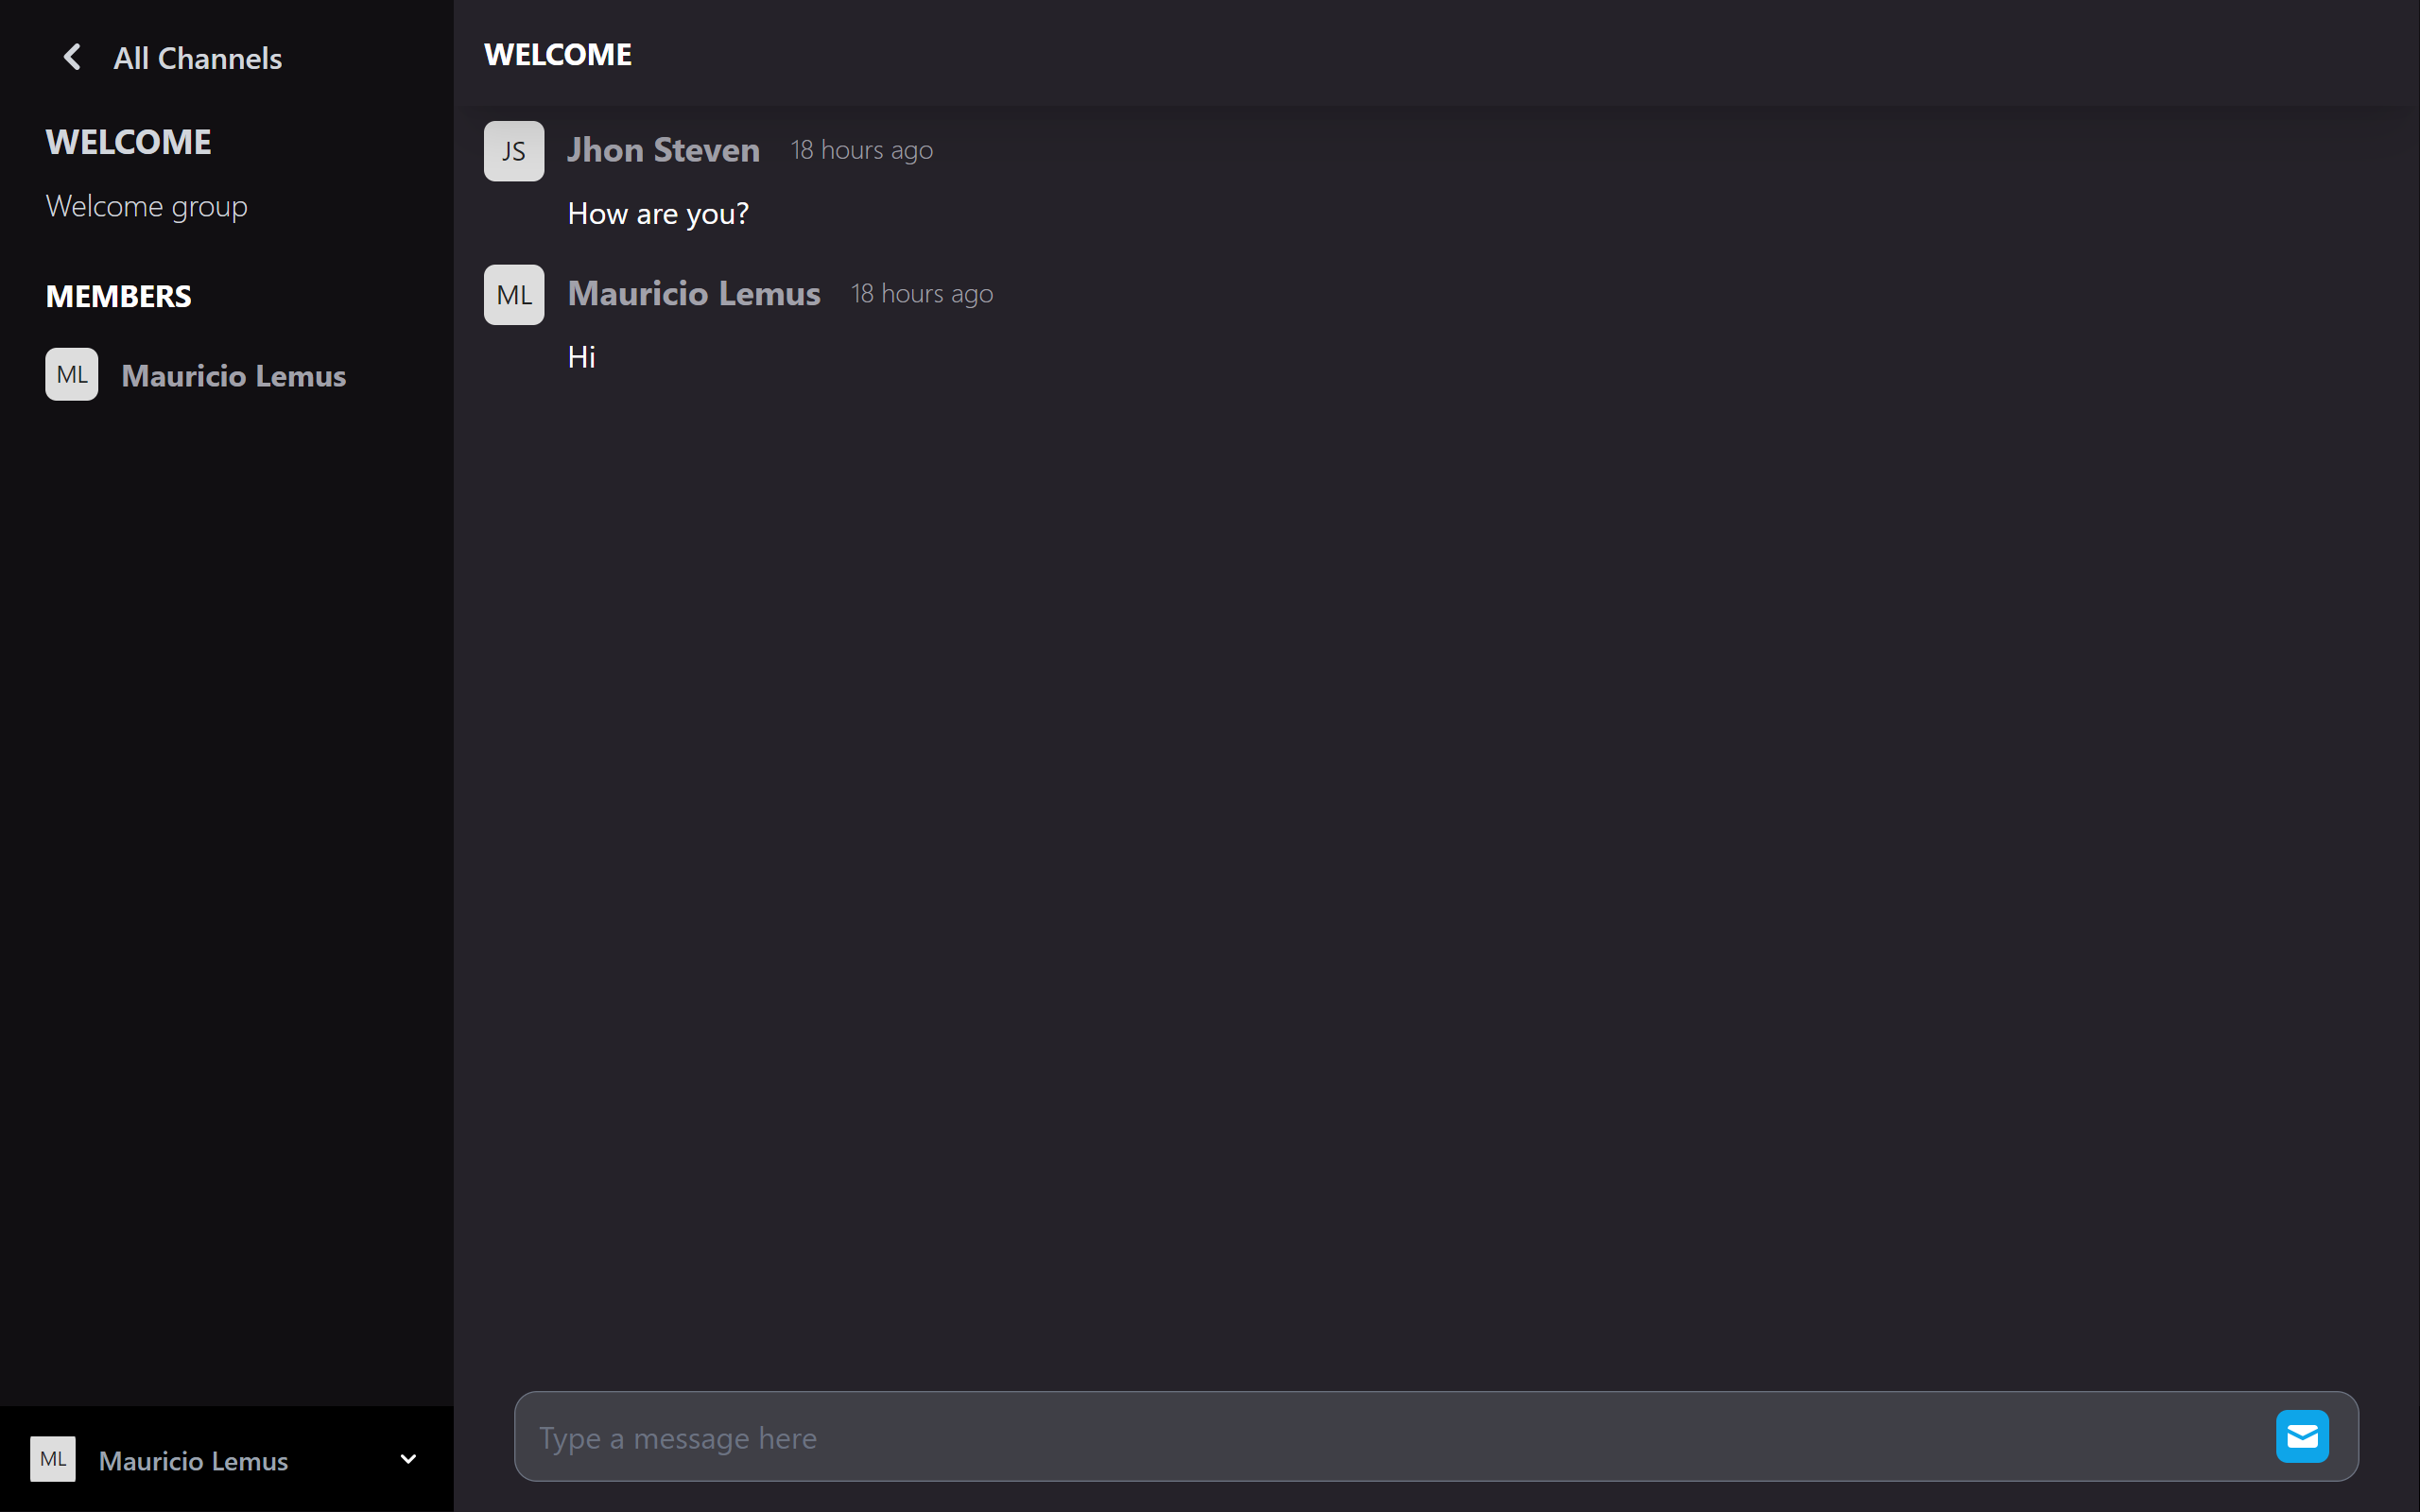 All Channels
WELCOME
Welcome group
MEMBERS
ML Mauricio Lemus
ML Mauricio Lemus
WELCOME
JS Jhon Steven 18 hours ago
How are you?
ML Mauricio Lemus 18 hours ago
Hi
Type a message here